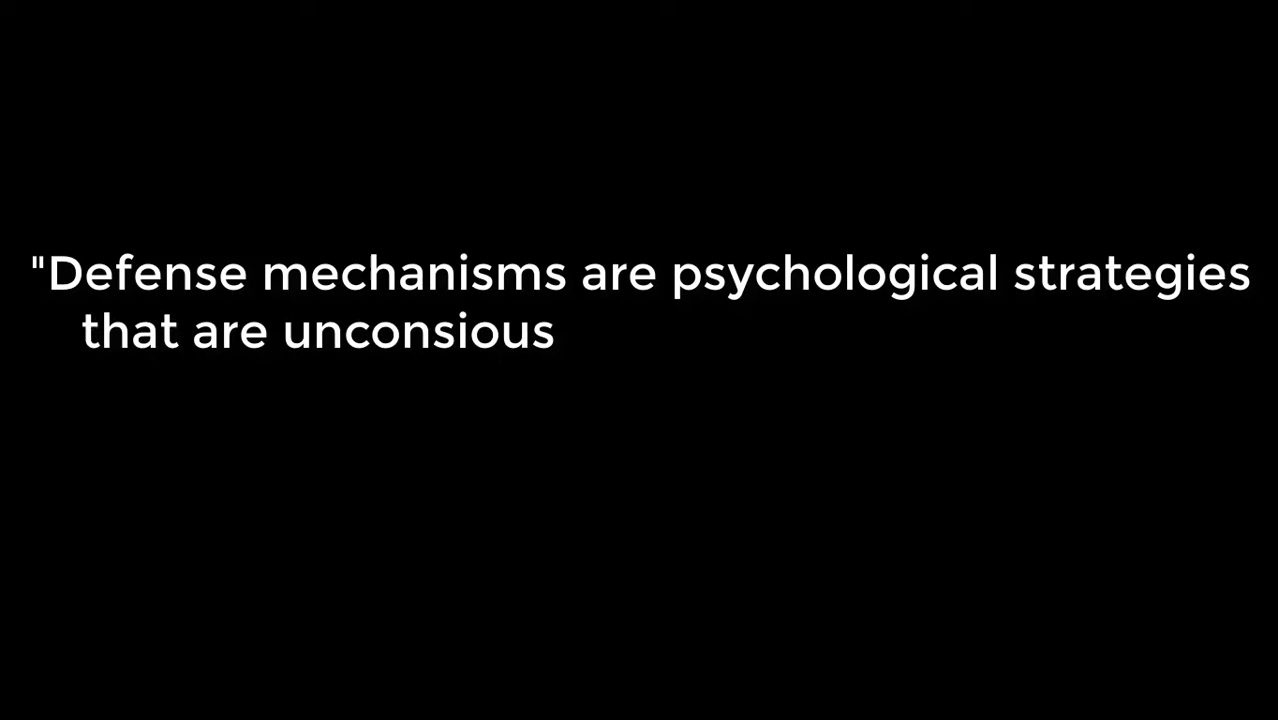 "Defense mechanisms are psychological strategies
that are unconsious